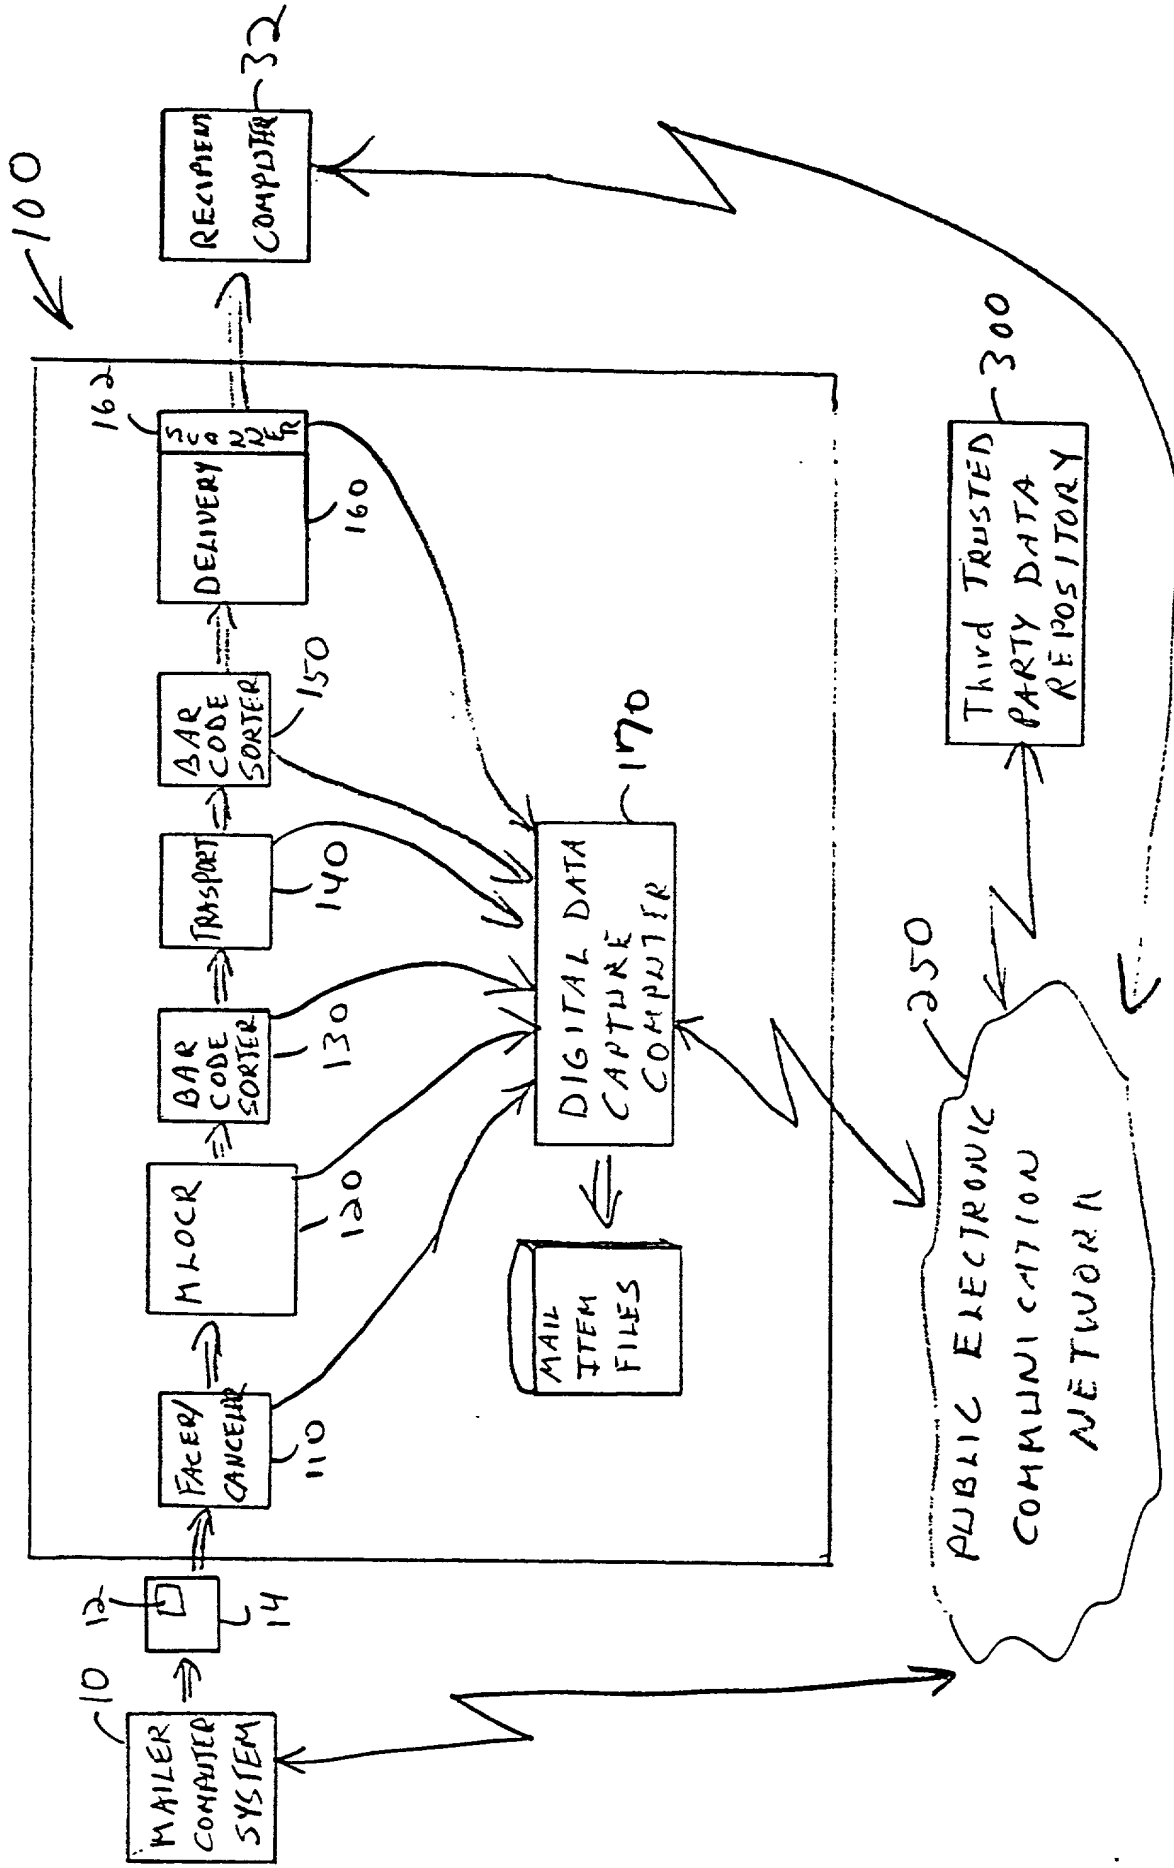 100
10
MAILER
COMPUTER
SYSTEM
12
14
FACER/
CANCELLER
110
MLOCR
120
BAR
CODE
SORTER
130
TRASPORT
140
BAR
CODE
SORTER
150
DELIVERY
160
SCANNER
162
RECIPIENT
COMPUTER
32
MAIL
ITEM
FILES
DIGITAL DATA
CAPTURE
COMPUTER
170
PUBLIC ELECTRONIC
COMMUNICATION
NETWORK
250
Third TRUSTED
PARTY DATA
REPOSITORY
300